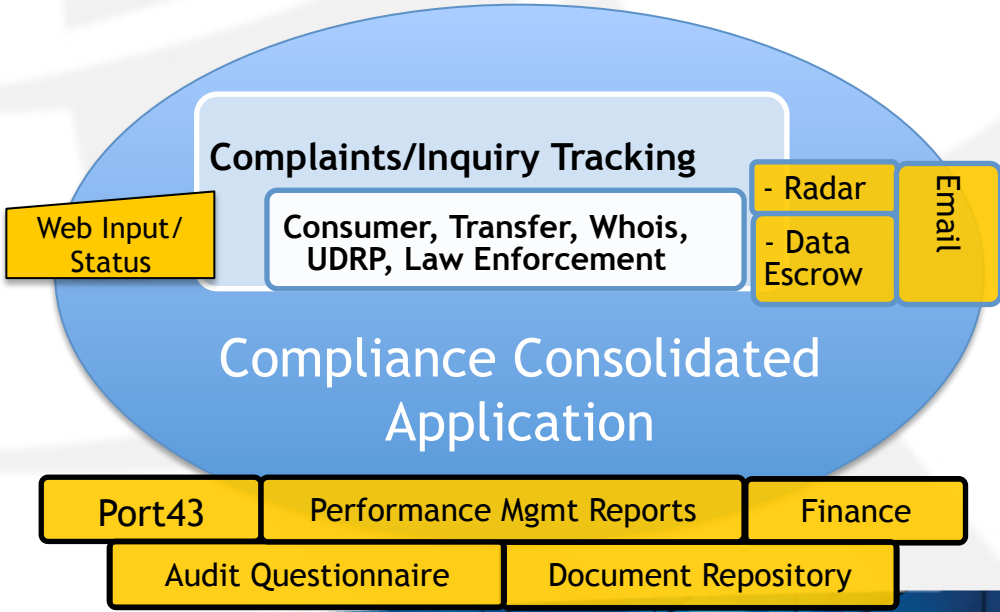 Complaints/Inquiry Tracking
Web Input/
Status
Consumer, Transfer, Whois,
UDRP, Law Enforcement
- Radar
- Data
Escrow
Email
Compliance Consolidated
Application
Port43
Performance Mgmt Reports
Finance
Audit Questionnaire
Document Repository